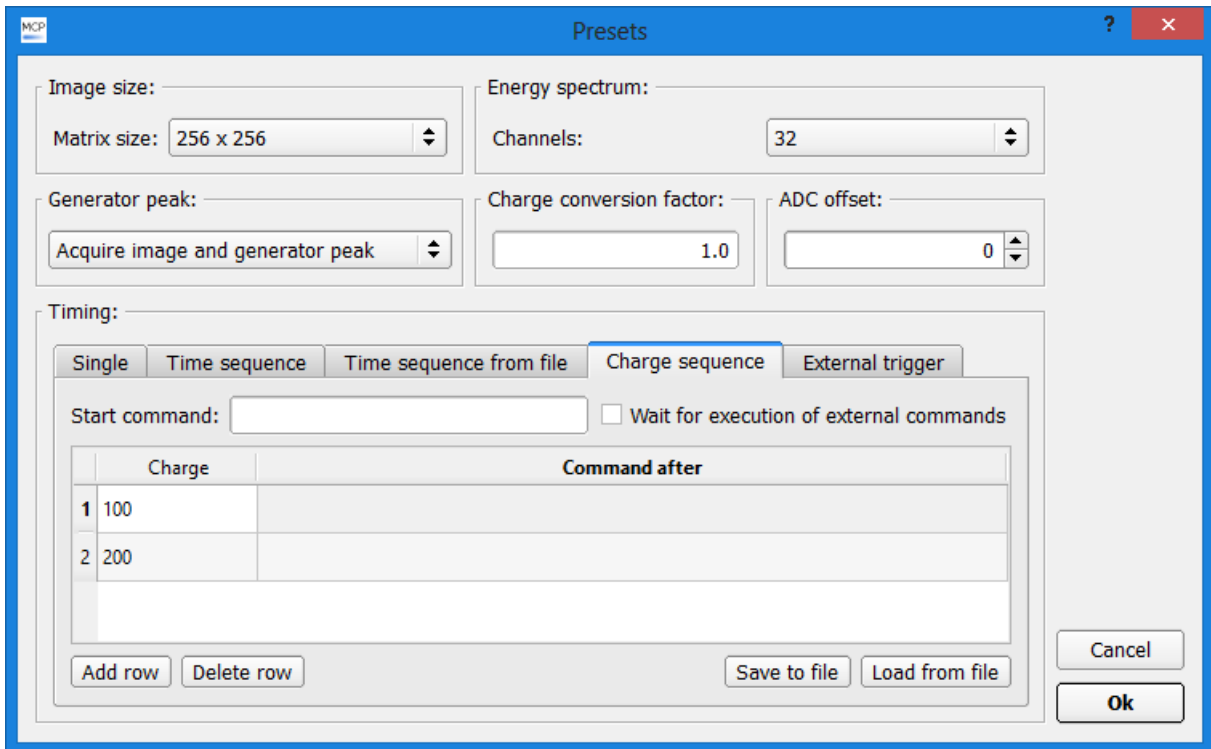 MCP
Presets
?
Image size:
Energy spectrum:
Matrix size: 256 x 256
Channels: 32
Generator peak:
Charge conversion factor:
ADC offset:
Acquire image and generator peak
1.0
0
Timing:
Single
Time sequence
Time sequence from file
Charge sequence
External trigger
Start command:
Wait for execution of external commands
Charge
Command after
1 100
2 200
Add row
Delete row
Save to file
Load from file
Cancel
Ok